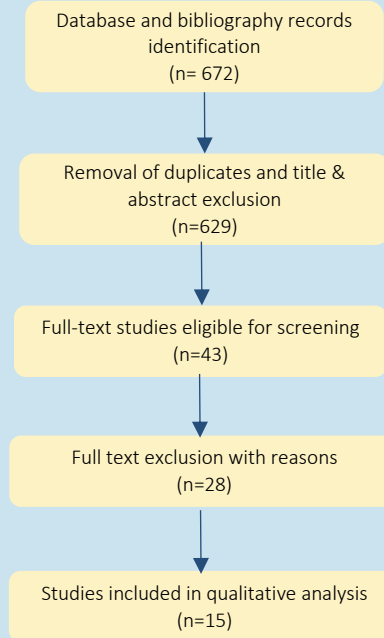 Database and bibliography records
identification
(n= 672)
Removal of duplicates and title &
abstract exclusion
(n=629)
Full-text studies eligible for screening
(n=43)
Full text exclusion with reasons
(n=28)
Studies included in qualitative analysis
(n=15)